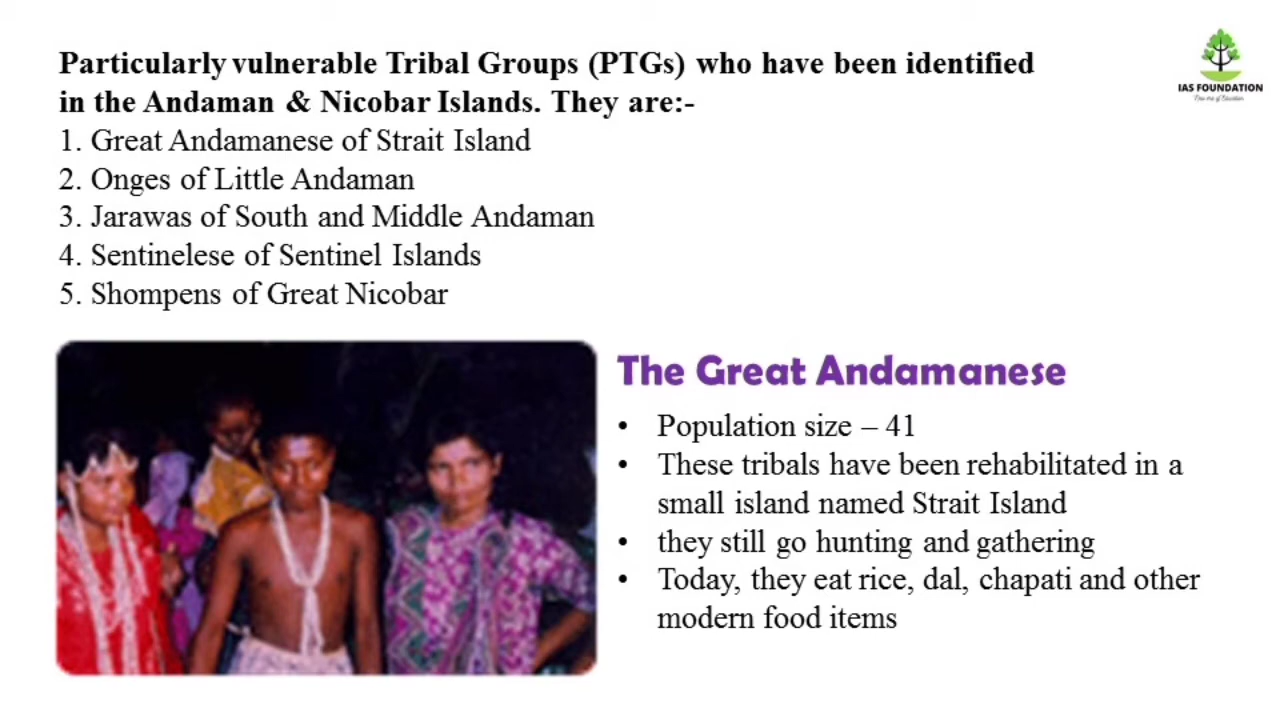 Particularly vulnerable Tribal Groups (PTGs) who have been identified
in the Andaman & Nicobar Islands. They are:-
1. Great Andamanese of Strait Island
2. Onges of Little Andaman
3. Jarawas of South and Middle Andaman
4. Sentinelese of Sentinel Islands
5. Shompens of Great Nicobar
IAS FOUNDATION
The Great Andamanese
• Population size – 41
• These tribals have been rehabilitated in a
small island named Strait Island
• they still go hunting and gathering
• Today, they eat rice, dal, chapati and other
modern food items